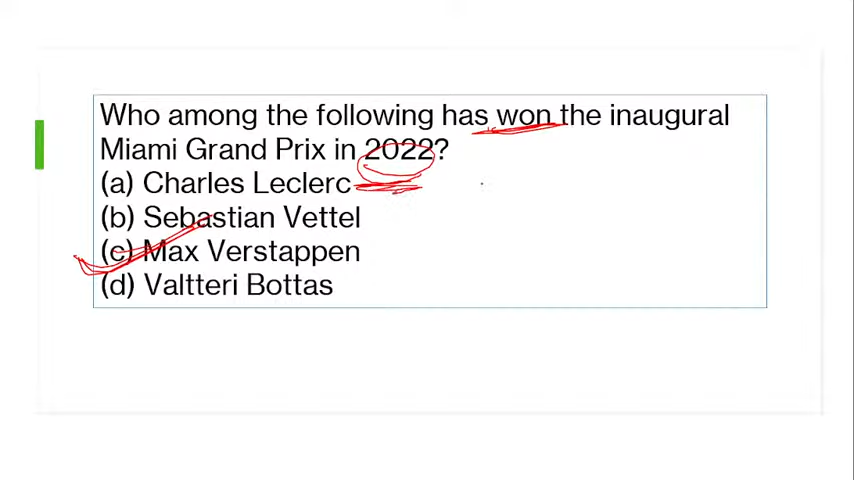 Who among the following has won the inaugural
Miami Grand Prix in 2022?
(a) Charles Leclerc
(b) Sebastian Vettel
(c) Max Verstappen
(d) Valtteri Bottas